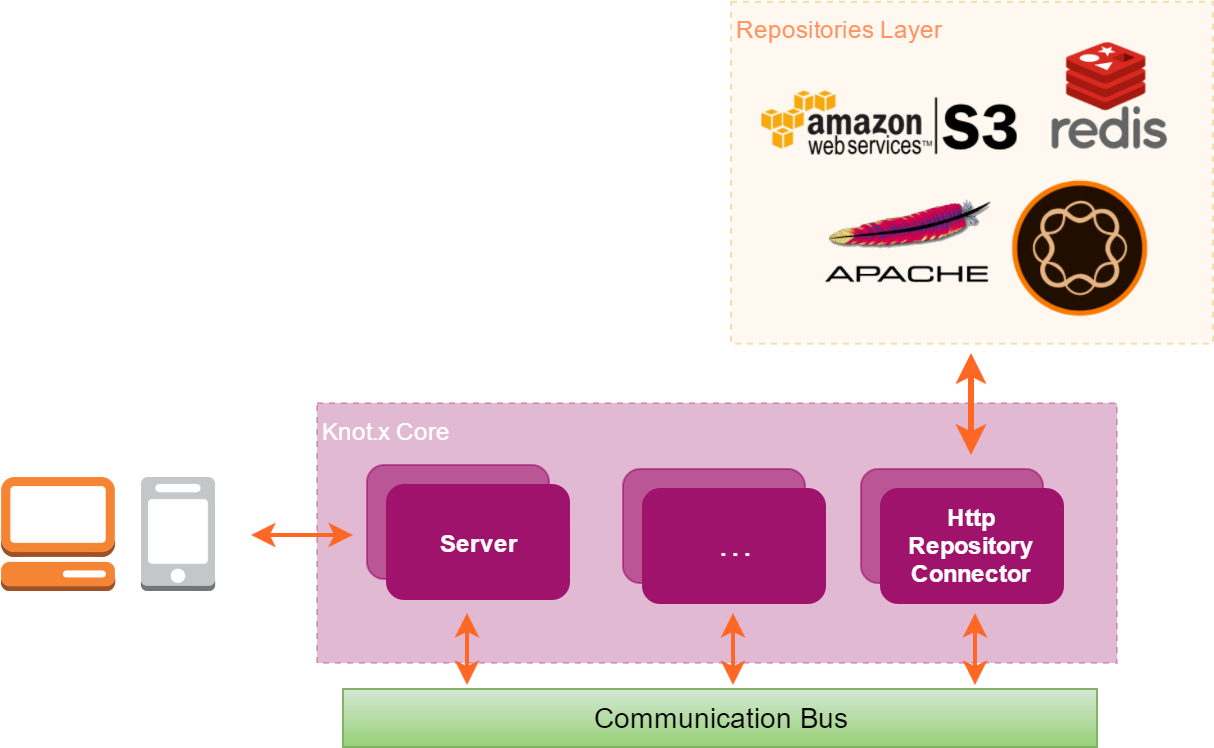 Repositories Layer
amazon
web services™
S3
redis
APACHE
Knot.x Core
Server
. . .
Http
Repository
Connector
Communication Bus